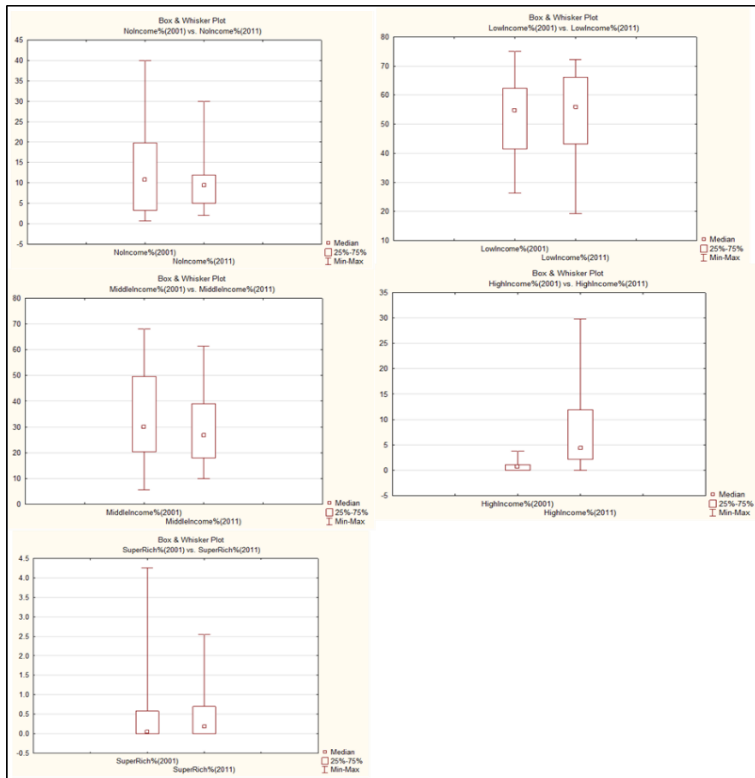 Box & Whisker Plot
NoIncome%(2001) vs. NoIncome%(2011)
45
40
35
30
25
20
15
10
5
0
-5
NoIncome%(2001)
NoIncome%(2011)
Median
25%-75%
Min-Max
Box & Whisker Plot
LowIncome%(2001) vs. LowIncome%(2011)
80
70
60
50
40
30
20
10
LowIncome%(2001)
LowIncome%(2011)
Median
25%-75%
Min-Max
Box & Whisker Plot
MiddleIncome%(2001) vs. MiddleIncome%(2011)
80
70
60
50
40
30
20
10
0
MiddleIncome%(2001)
MiddleIncome%(2011)
Median
25%-75%
Min-Max
Box & Whisker Plot
HighIncome%(2001) vs. HighIncome%(2011)
35
30
25
20
15
10
5
0
-5
HighIncome%(2001)
HighIncome%(2011)
Median
25%-75%
Min-Max
Box & Whisker Plot
SuperRich%(2001) vs. SuperRich%(2011)
4.5
4.0
3.5
3.0
2.5
2.0
1.5
1.0
0.5
0.0
-0.5
SuperRich%(2001)
SuperRich%(2011)
Median
25%-75%
Min-Max